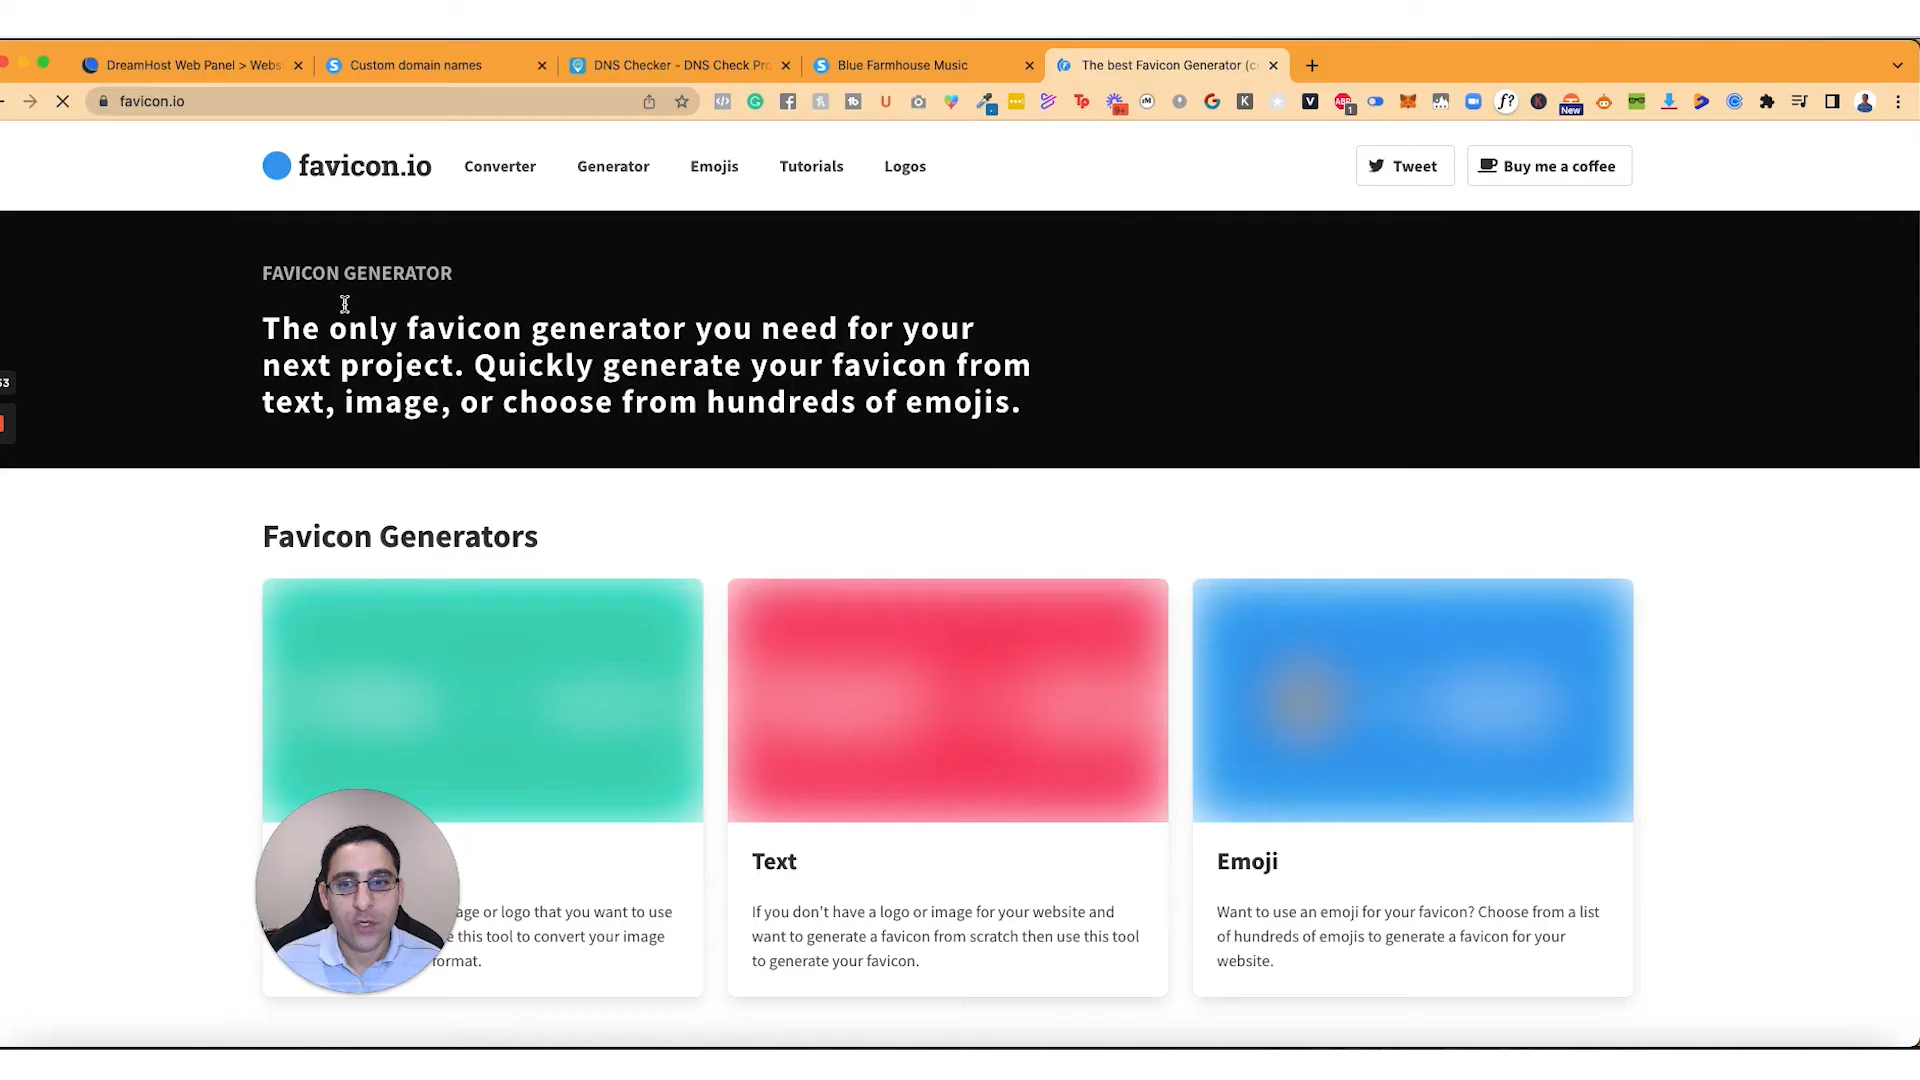 DreamHost Web Panel > Webs
Custom domain names
DNS Checker - DNS Check Pro
Blue Farmhouse Music
The best Favicon Generator (c
favicon.io
New
favicon.io
Converter
Generator
Emojis
Tutorials
Logos
Tweet
Buy me a coffee
FAVICON GENERATOR
The only favicon generator you need for your
next project. Quickly generate your favicon from
text, image, or choose from hundreds of emojis.
Favicon Generators
age or logo that you want to use
this tool to convert your image
format.
Text
If you don't have a logo or image for your website and
want to generate a favicon from scratch then use this tool
to generate your favicon.
Emoji
Want to use an emoji for your favicon? Choose from a list
of hundreds of emojis to generate a favicon for your
website.